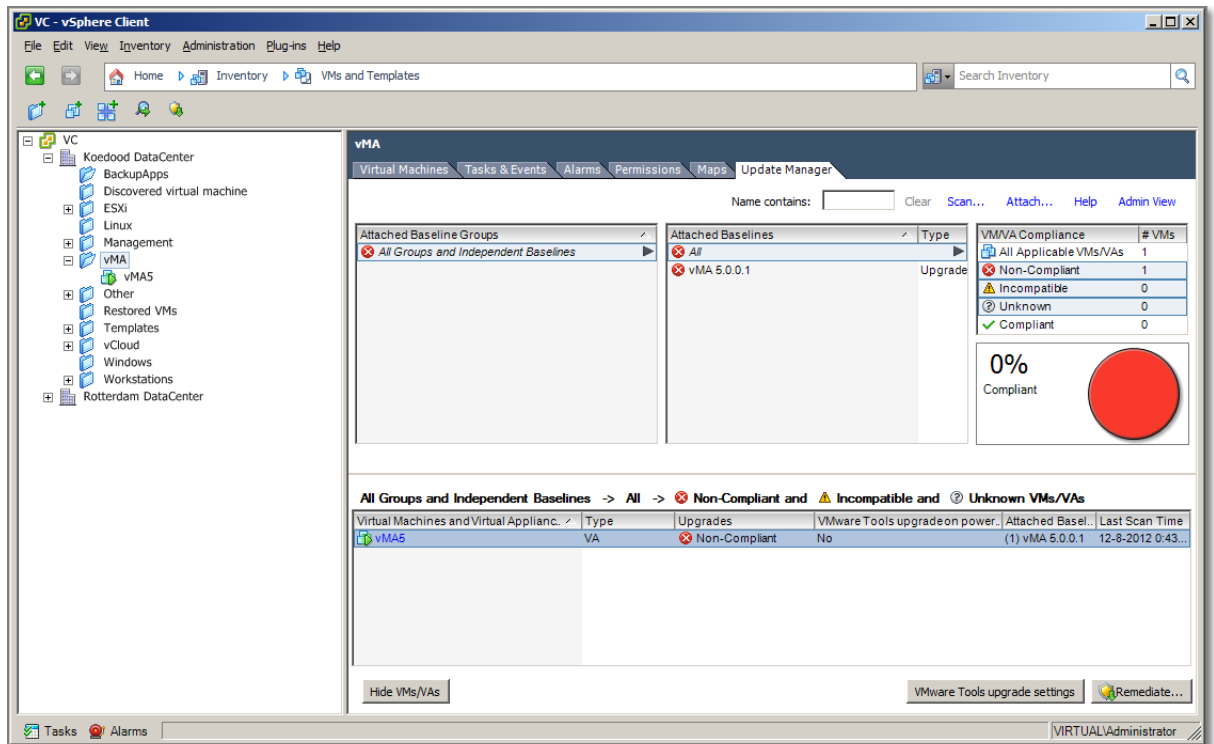 VC - vSphere Client
File Edit View Inventory Administration Plug-ins Help
Home Inventory VMs and Templates
Search Inventory
VC
Koedood DataCenter
BackupApps
Discovered virtual machine
ESXi
Linux
Management
vMA
vMA5
Other
Restored VMs
Templates
vCloud
Windows
Workstations
Rotterdam DataCenter
vMA
Virtual Machines Tasks & Events Alarms Permissions Maps Update Manager
Name contains: Clear Scan... Attach... Help Admin View
Attached Baseline Groups
All Groups and Independent Baselines
Attached Baselines Type
All
vMA 5.0.0.1 Upgrade
VM/VA Compliance # VMs
All Applicable VMs/VAs 1
Non-Compliant 1
Incompatible 0
Unknown 0
Compliant 0
0%
Compliant
All Groups and Independent Baselines -> All -> Non-Compliant and Incompatible and Unknown VMs/VAs
Virtual Machines and Virtual Applianc.. Type Upgrades VMware Tools upgrade on power.. Attached Basel.. Last Scan Time
vMA5 VA Non-Compliant No (1) vMA 5.0.0.1 12-8-2012 0:43...
Hide VMs/VAs VMware Tools upgrade settings Remediate...
Tasks Alarms VIRTUAL\Administrator